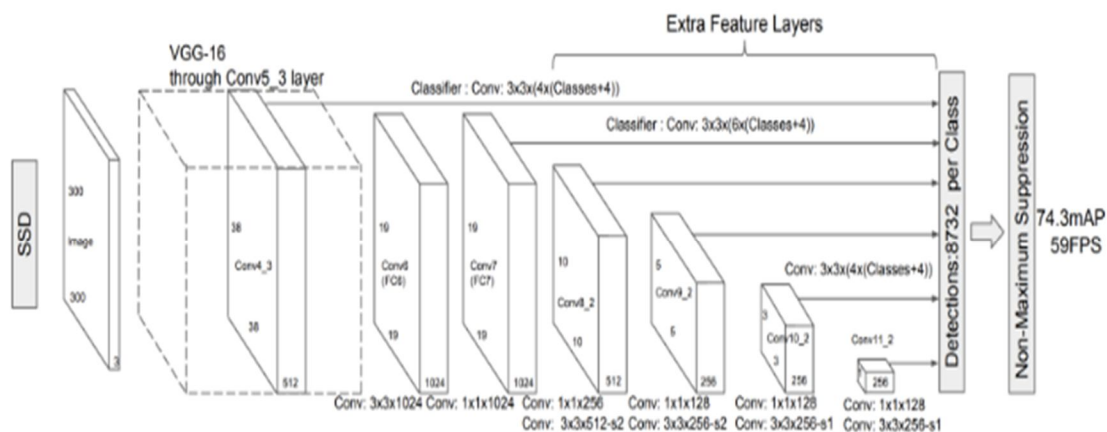 Extra Feature Layers
VGG-16
through Conv5_3 layer
Classifier : Conv: 3x3x(4x(Classes+4))
Classifier : Conv: 3x3x(6x(Classes+4))
SSD
300
Image
300
3
38
Conv4_3
38
512
19
Conv6
(FC6)
19
1024
19
Conv7
(FC7)
19
1024
10
Conv8_2
10
512
5
Conv9_2
5
256
Conv: 3x3x(4x(Classes+4))
3
Conv10_2
3
256
Conv11_2
1
256
Detections:8732 per Class
Non-Maximum Suppression
74.3mAP
59FPS
Conv: 3x3x1024
Conv: 1x1x1024
Conv: 1x1x256
Conv: 3x3x512-s2
Conv: 1x1x128
Conv: 3x3x256-s2
Conv: 1x1x128
Conv: 3x3x256-s1
Conv: 1x1x128
Conv: 3x3x256-s1